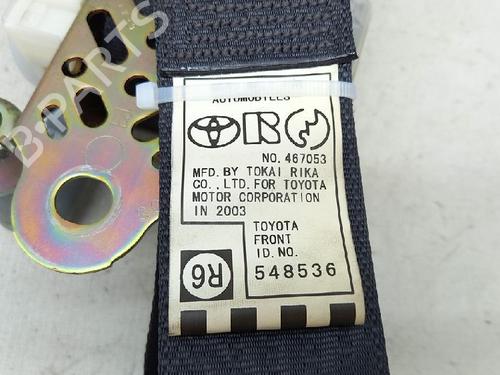 AUTOMOBILES
NO. 467053
MFD. BY TOKAI RIKA
CO., LTD. FOR TOYOTA
MOTOR CORPORATION
IN 2003
TOYOTA
FRONT
ID. NO.
548536
R6
B-PARTS